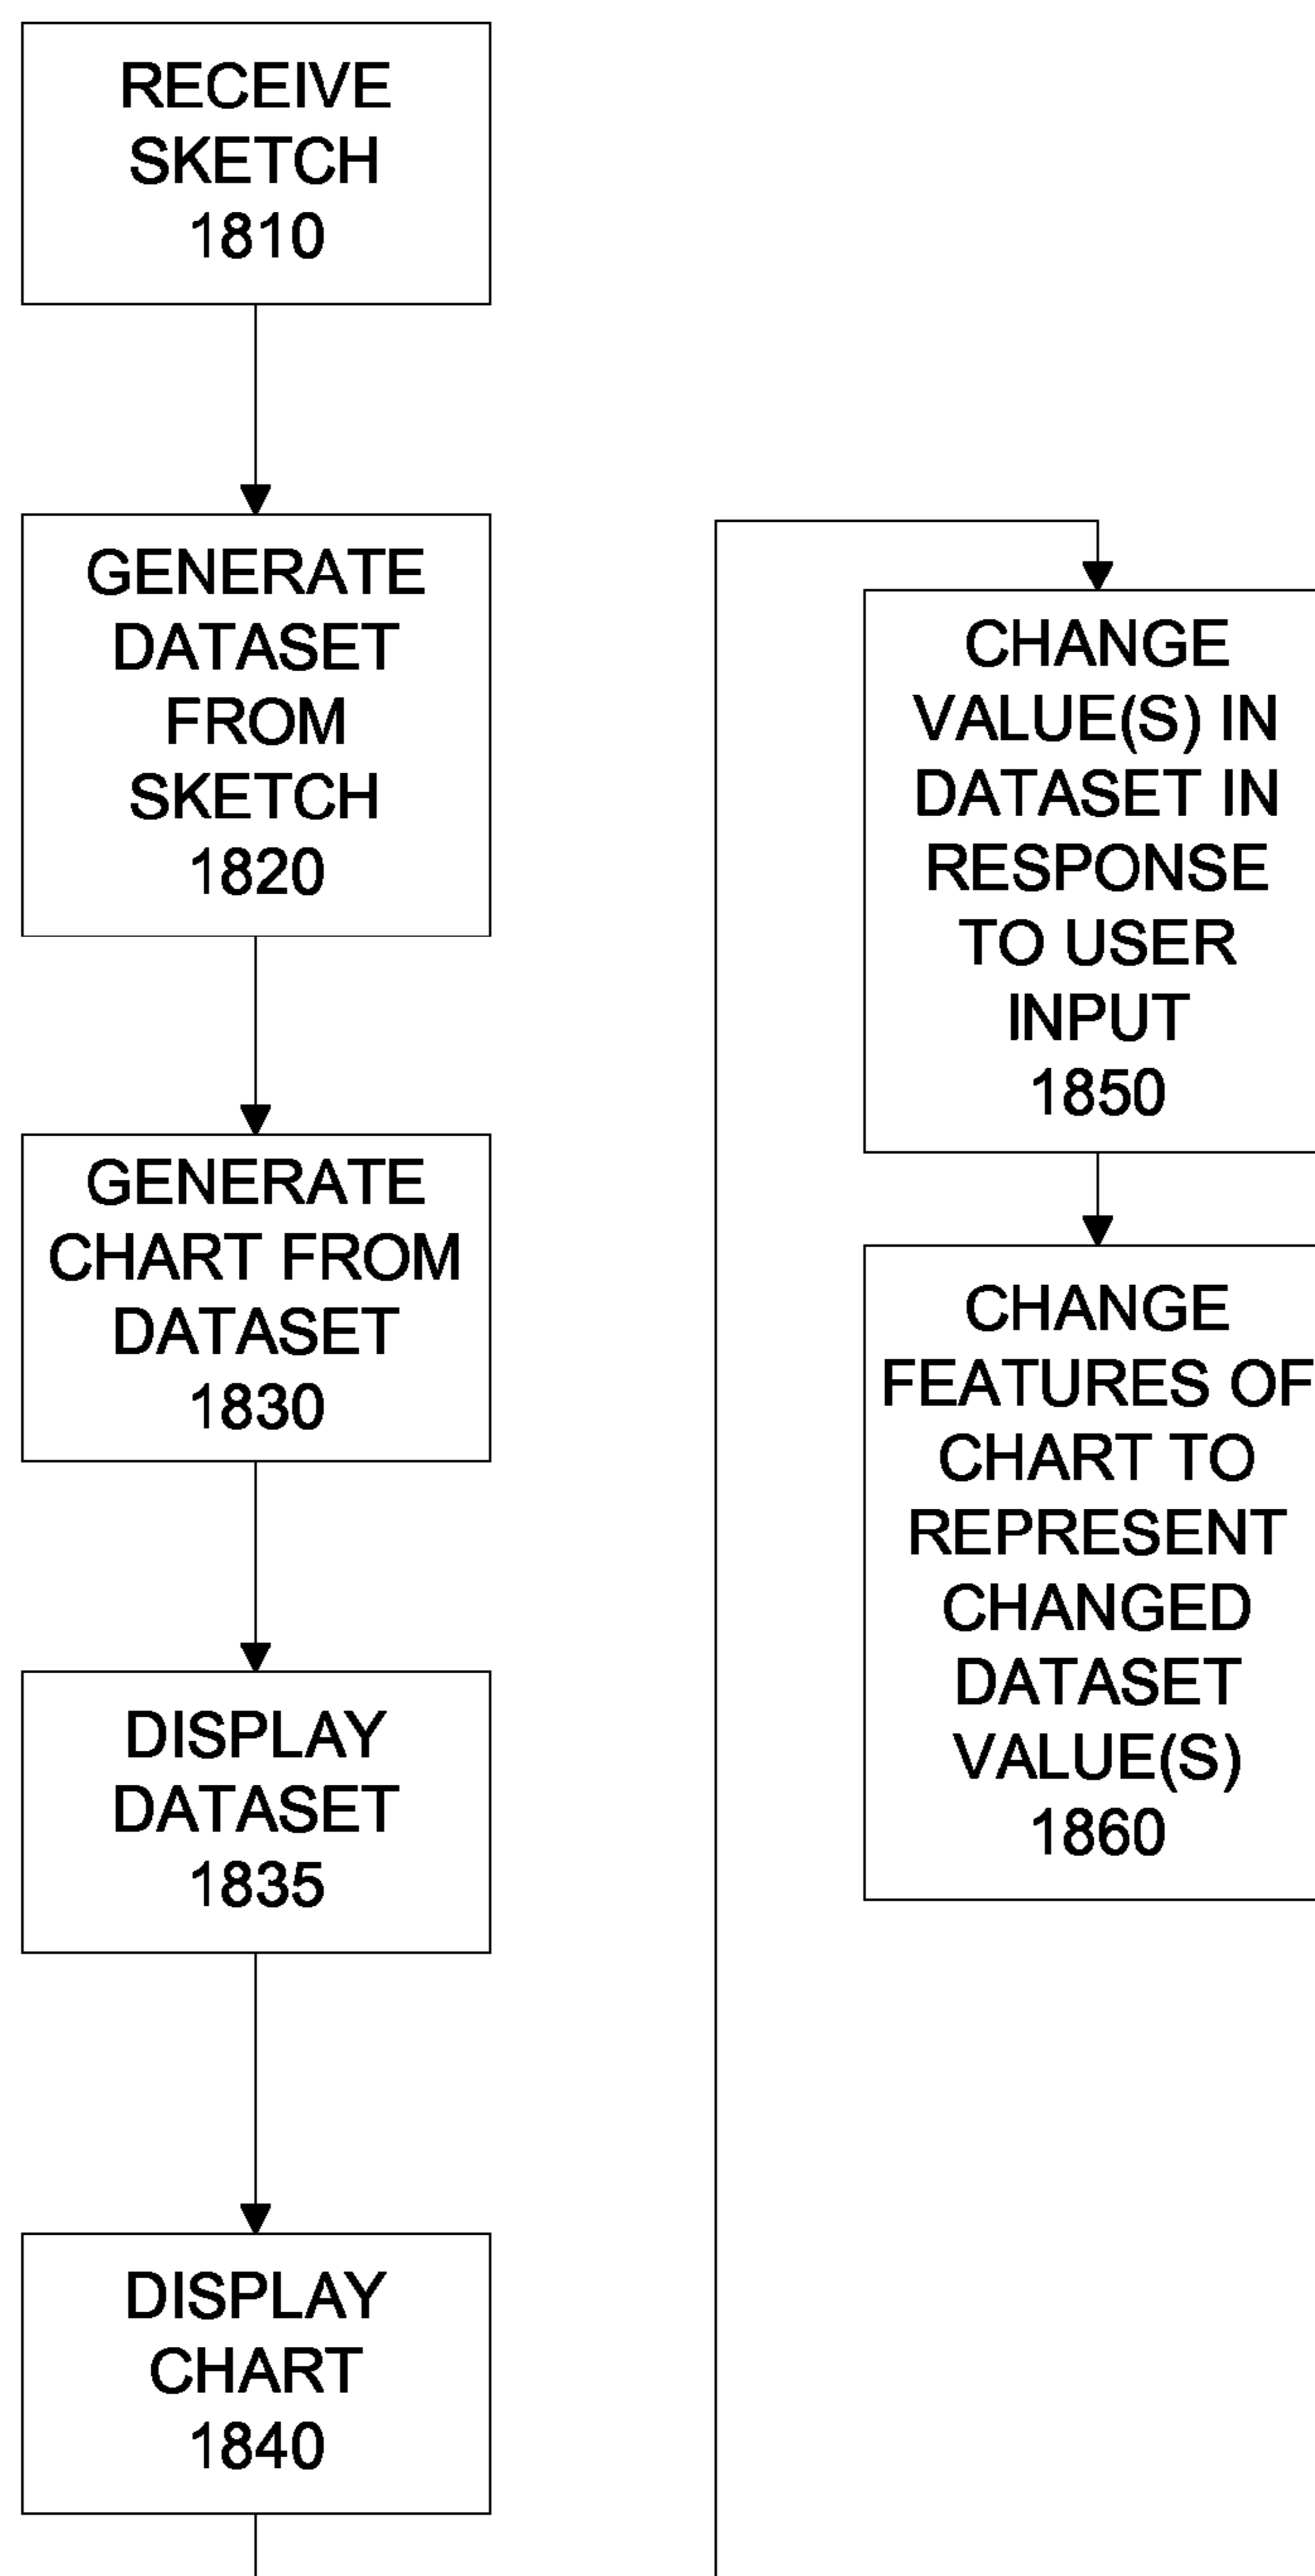 RECEIVE
SKETCH
1810
GENERATE
DATASET
FROM
SKETCH
1820
GENERATE
CHART FROM
DATASET
1830
DISPLAY
DATASET
1835
DISPLAY
CHART
1840
CHANGE
VALUE(S) IN
DATASET IN
RESPONSE
TO USER
INPUT
1850
CHANGE
FEATURES OF
CHART TO
REPRESENT
CHANGED
DATASET
VALUE(S)
1860